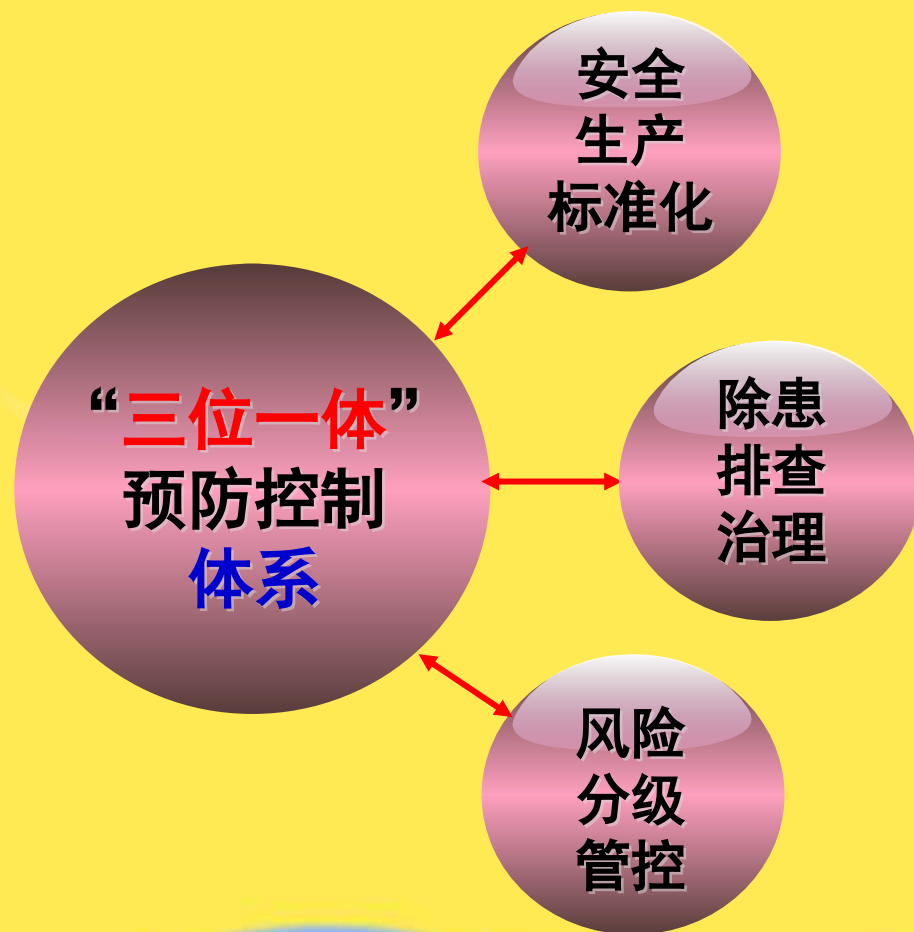 安全
生产
标准化
“三位一体”
预防控制
体系
除患
排查
治理
风险
分级
管控